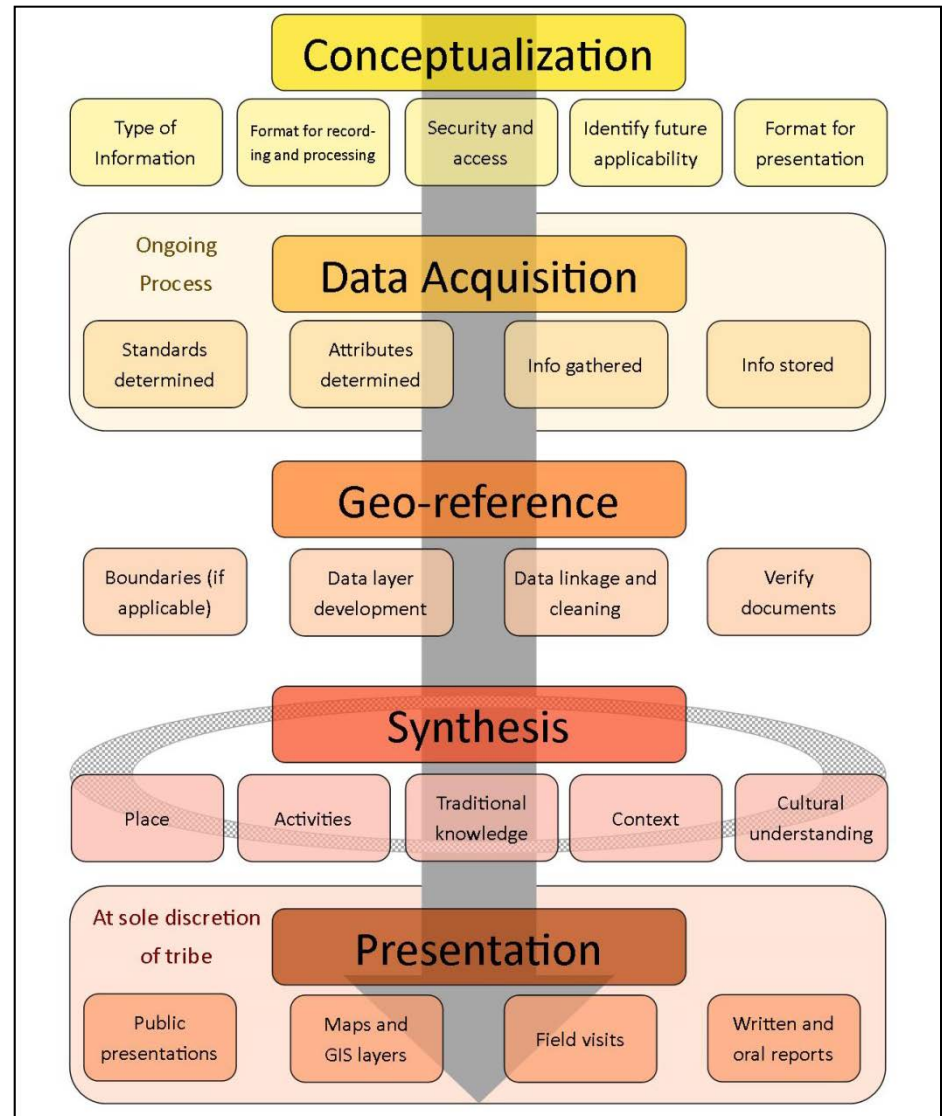 Conceptualization
Type of
Information
Format for record-
ing and processing
Security and
access
Identify future
applicability
Format for
presentation
Ongoing
Process
Data Acquisition
Standards
determined
Attributes
determined
Info gathered
Info stored
Geo-reference
Boundaries (if
applicable)
Data layer
development
Data linkage and
cleaning
Verify
documents
Synthesis
Place
Activities
Traditional
knowledge
Context
Cultural
understanding
At sole discretion
of tribe
Presentation
Public
presentations
Maps and
GIS layers
Field visits
Written and
oral reports